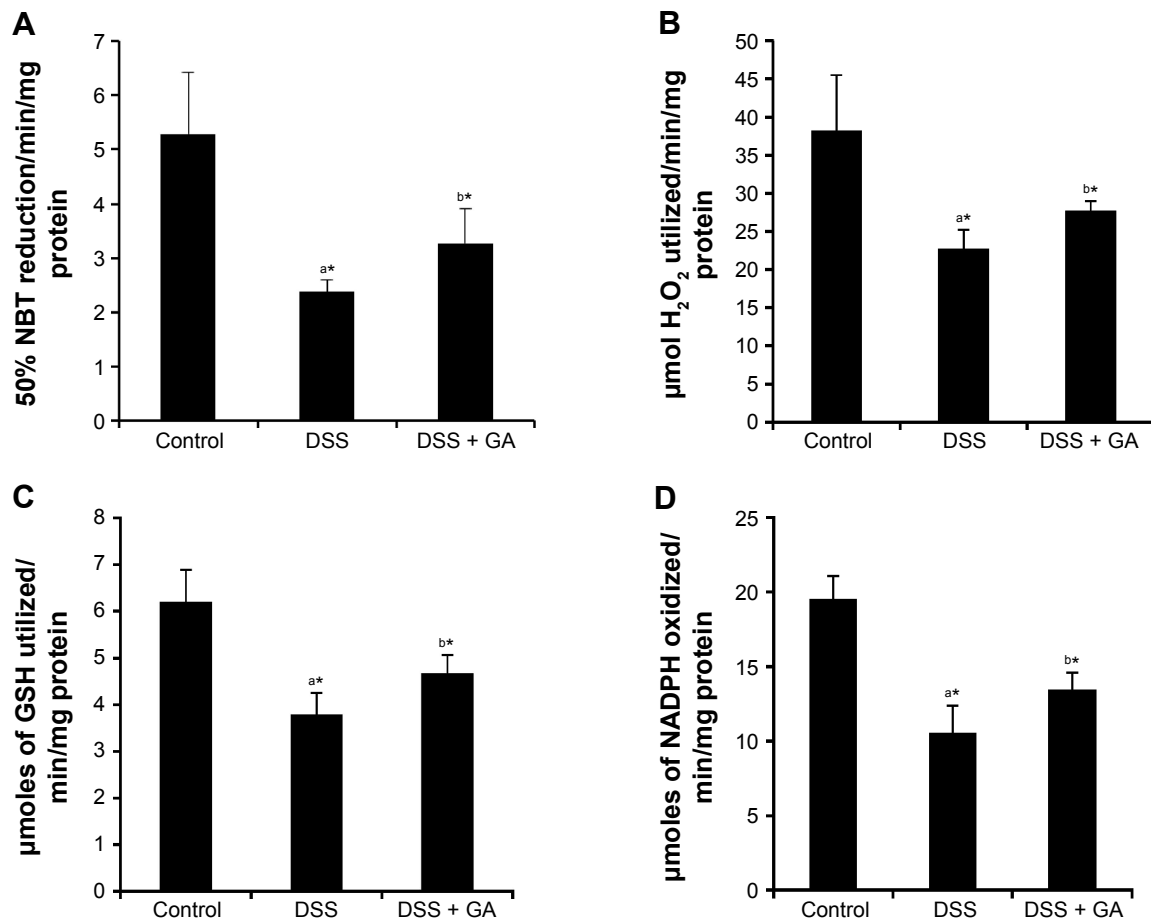 A
50% NBT reduction/min/mg
protein
7
6
5
4
3
2
1
0
a*
b*
Control DSS DSS + GA
B
µmol H₂O₂ utilized/min/mg
protein
50
45
40
35
30
25
20
15
10
5
0
a*
b*
Control DSS DSS + GA
C
µmoles of GSH utilized/
min/mg protein
8
7
6
5
4
3
2
1
0
a*
b*
Control DSS DSS + GA
D
µmoles of NADPH oxidized/
min/mg protein
25
20
15
10
5
0
a*
b*
Control DSS DSS + GA